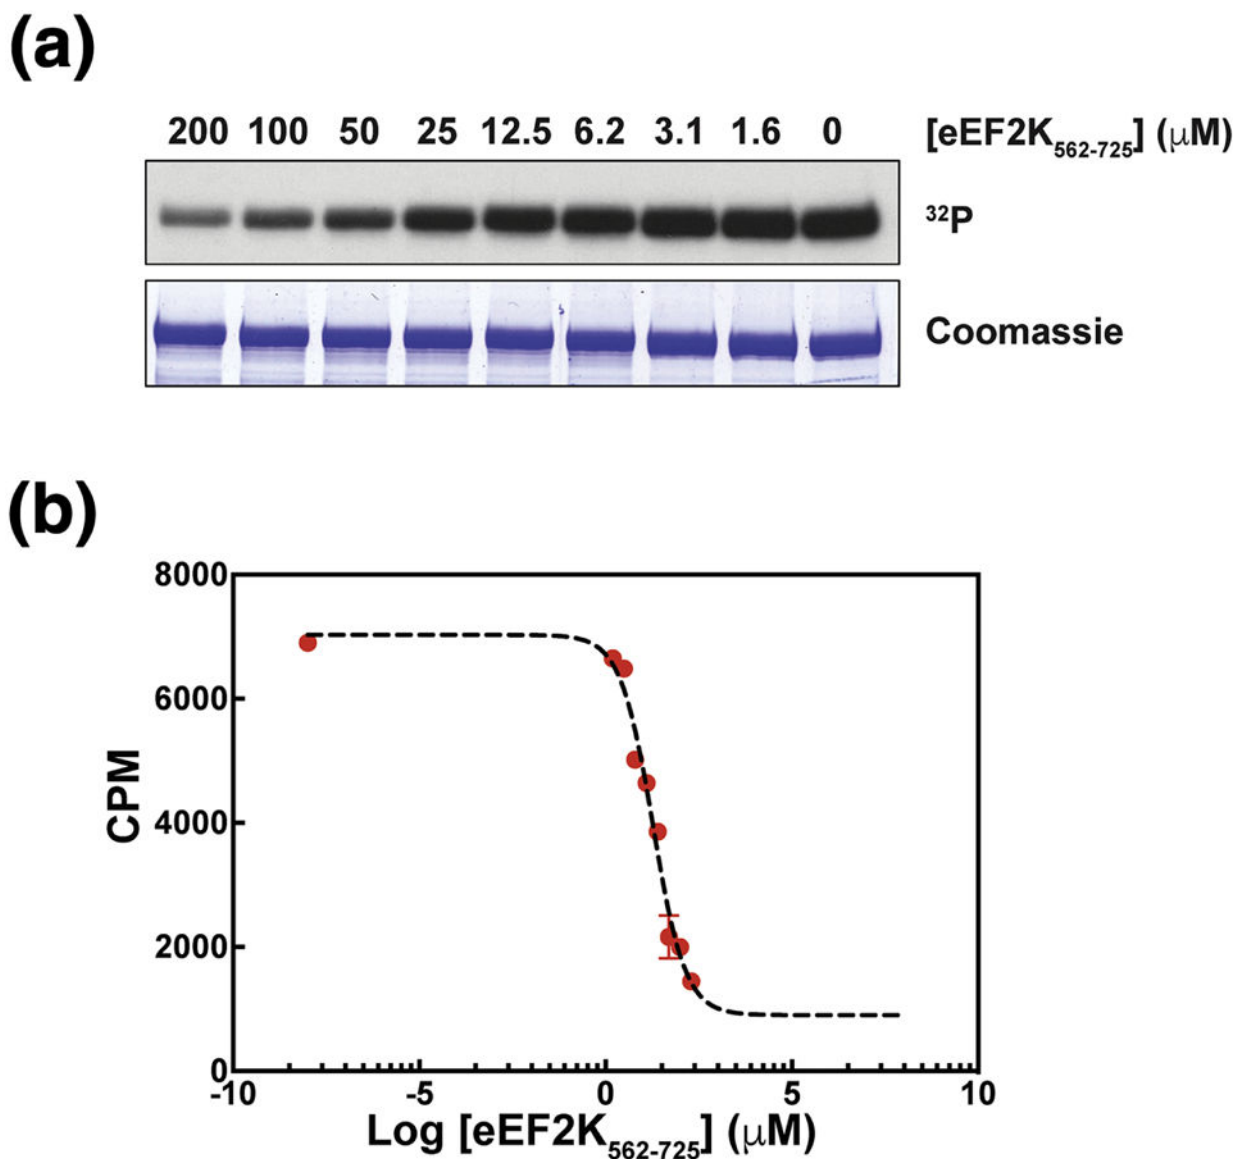 (a)
200 100 50 25 12.5 6.2 3.1 1.6 0 [eEF2K562-725] (μM)
32P
Coomassie
(b)
8000
6000
4000
2000
0
CPM
-10 -5 0 5 10
Log [eEF2K562-725] (μM)